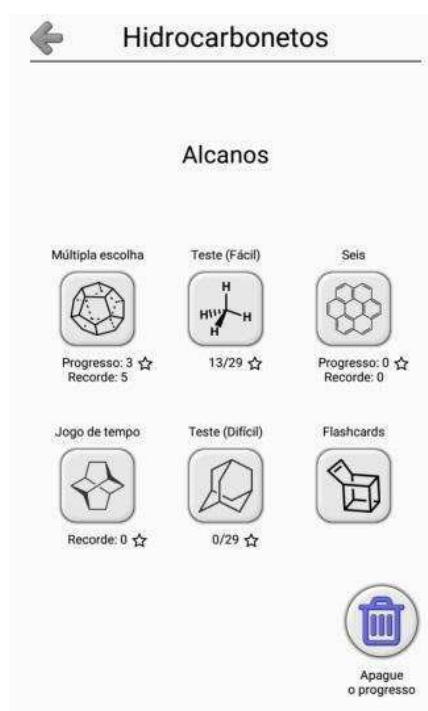 Hidrocarbonetos
Alcanos
Múltipla escolha
Teste (Fácil)
Seis
H
H
H
H
Progresso: 3
Recorde: 5
13/29
Progresso: 0
Recorde: 0
Jogo de tempo
Teste (Difícil)
Flashcards
Recorde: 0
0/29
Apague
o progresso